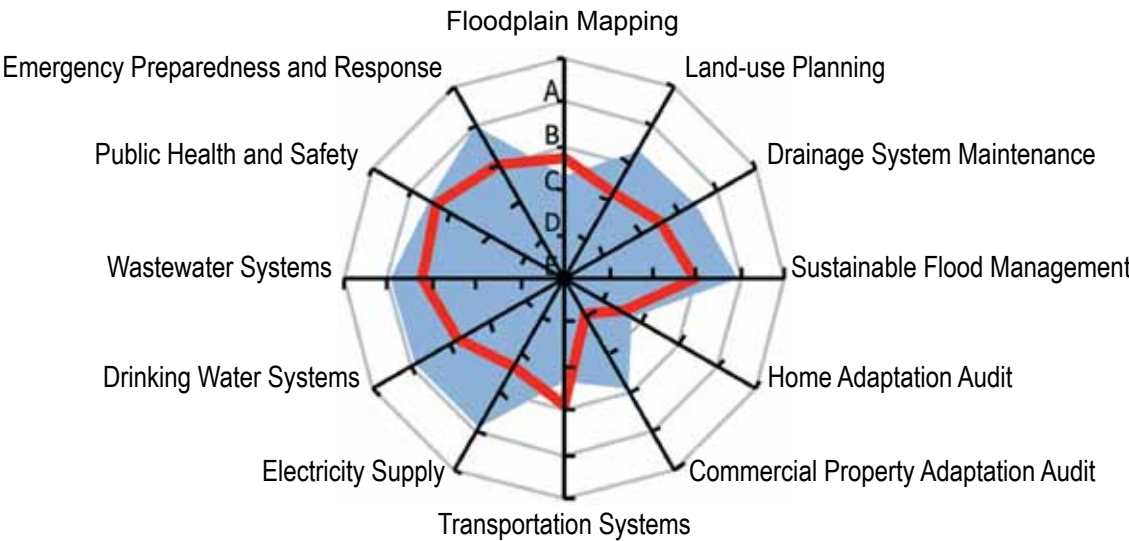 Floodplain Mapping
Emergency Preparedness and Response
Land-use Planning
A
B
Public Health and Safety
Drainage System Maintenance
C
D
Wastewater Systems
Sustainable Flood Management
Drinking Water Systems
Home Adaptation Audit
Electricity Supply
Commercial Property Adaptation Audit
Transportation Systems